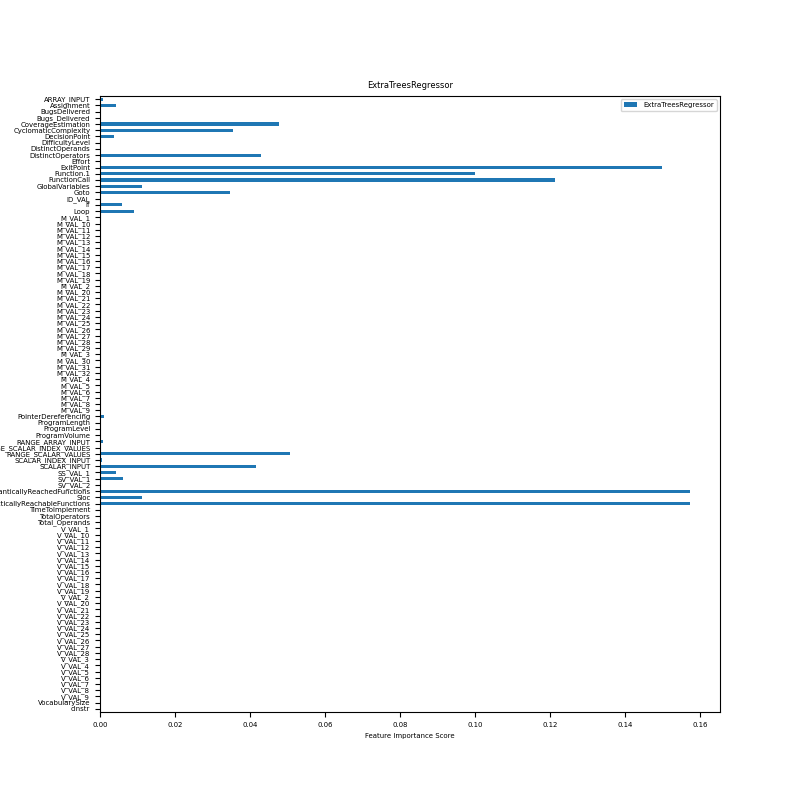 ExtraTreesRegressor
ExtraTreesRegressor
ARRAY_INPUT
Assignment
BugsDelivered
Bugs_Delivered
CoverageEstimation
CyclomaticComplexity
DecisionPoint
DifficultyLevel
DistinctOperands
DistinctOperators
Effort
ExitPoint
Function.1
FunctionCall
GlobalVariables
Goto
ID_VAL
If
Loop
M_VAL_1
M_VAL_10
M_VAL_11
M_VAL_12
M_VAL_13
M_VAL_14
M_VAL_15
M_VAL_16
M_VAL_17
M_VAL_18
M_VAL_19
M_VAL_2
M_VAL_20
M_VAL_21
M_VAL_22
M_VAL_23
M_VAL_24
M_VAL_25
M_VAL_26
M_VAL_27
M_VAL_28
M_VAL_29
M_VAL_3
M_VAL_30
M_VAL_31
M_VAL_32
M_VAL_4
M_VAL_5
M_VAL_6
M_VAL_7
M_VAL_8
M_VAL_9
PointerDereferencing
ProgramLength
ProgramLevel
ProgramVolume
RANGE_ARRAY_INPUT
E_SCALAR_INDEX_VALUES
RANGE_SCALAR_VALUES
SCALAR_INDEX_INPUT
SCALAR_INPUT
SS_VAL_1
SV_VAL_1
SV_VAL_2
anticallyReachedFunctions
Sloc
ticallyReachableFunctions
TimeToImplement
TotalOperators
Total_Operands
V_VAL_1
V_VAL_10
V_VAL_11
V_VAL_12
V_VAL_13
V_VAL_14
V_VAL_15
V_VAL_16
V_VAL_17
V_VAL_18
V_VAL_19
V_VAL_2
V_VAL_20
V_VAL_21
V_VAL_22
V_VAL_23
V_VAL_24
V_VAL_25
V_VAL_26
V_VAL_27
V_VAL_28
V_VAL_3
V_VAL_4
V_VAL_5
V_VAL_6
V_VAL_7
V_VAL_8
V_VAL_9
VocabularySize
cinstr
0.00 0.02 0.04 0.06 0.08 0.10 0.12 0.14 0.16
Feature Importance Score